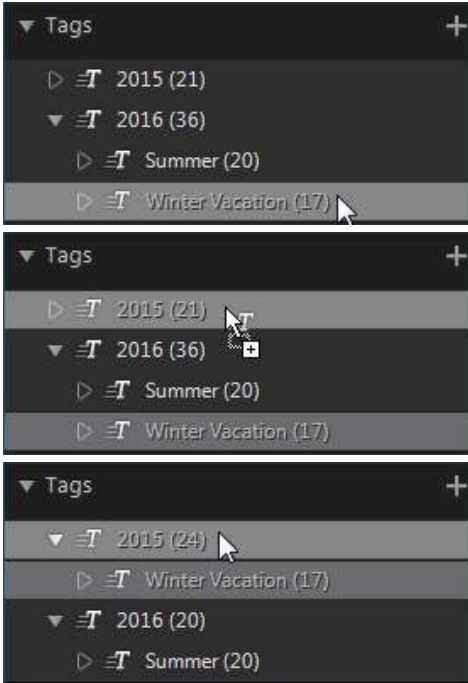 Tags
2015 (21)
2016 (36)
Summer (20)
Winter Vacation (17)
Tags
2015 (21)
2016 (36)
Summer (20)
Winter Vacation (17)
Tags
2015 (24)
Winter Vacation (17)
2016 (20)
Summer (20)